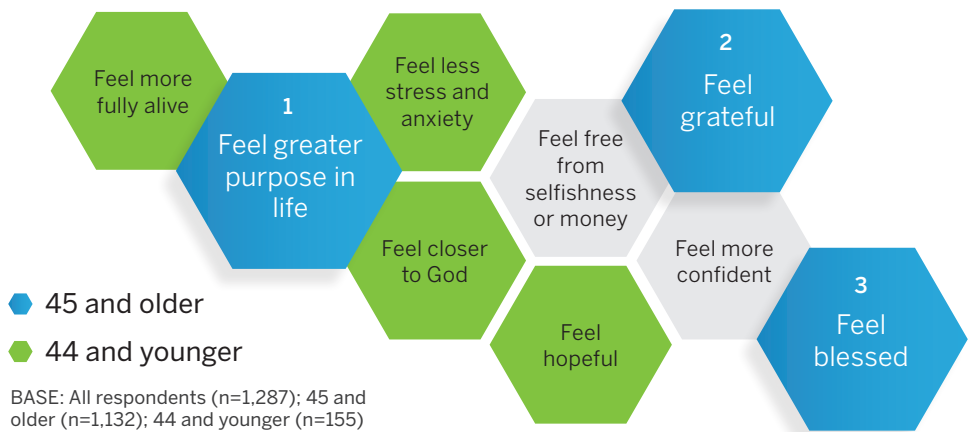 Feel more
fully alive
1
Feel greater
purpose in
life
Feel less
stress and
anxiety
Feel closer
to God
Feel free
from
selfishness
or money
Feel
hopeful
2
Feel
grateful
Feel more
confident
3
Feel
blessed
45 and older
44 and younger
BASE: All respondents (n=1,287); 45 and
older (n=1,132); 44 and younger (n=155)